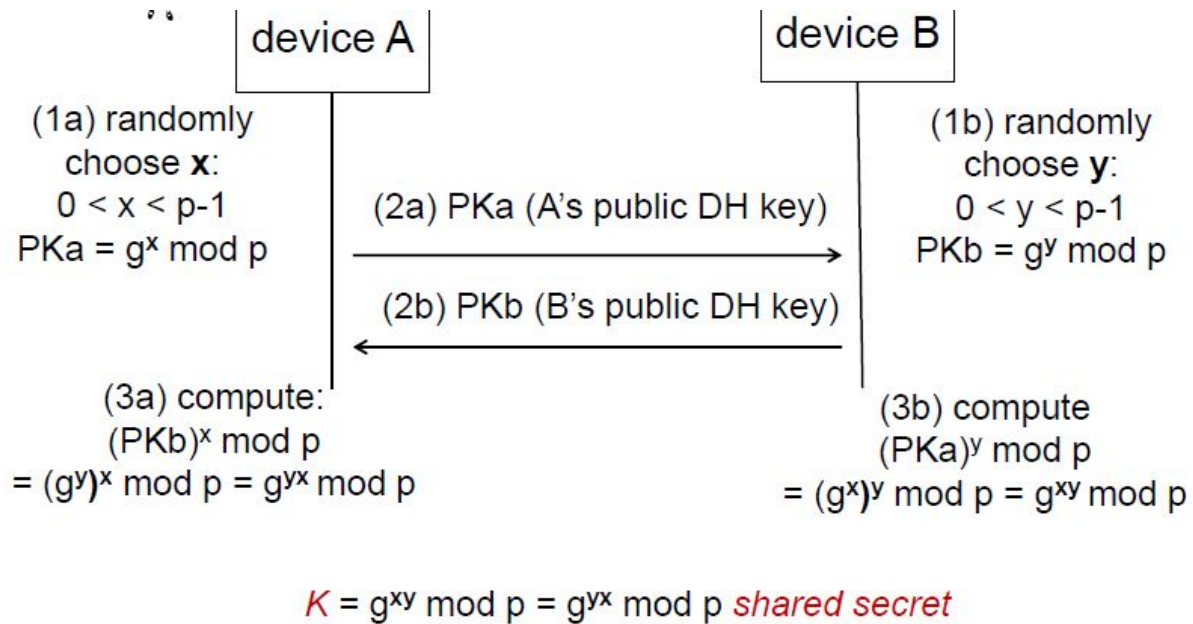 device A
device B
(1a) randomly
choose x:
0 < x < p-1
PKa = gˣ mod p
(1b) randomly
choose y:
0 < y < p-1
PKb = gʸ mod p
(2a) PKa (A's public DH key)
(2b) PKb (B's public DH key)
(3a) compute:
(PKb)ˣ mod p
= (gʸ)ˣ mod p = gʸˣ mod p
(3b) compute
(PKa)ʸ mod p
= (gˣ)ʸ mod p = gˣʸ mod p
K = gˣʸ mod p = gʸˣ mod p shared secret